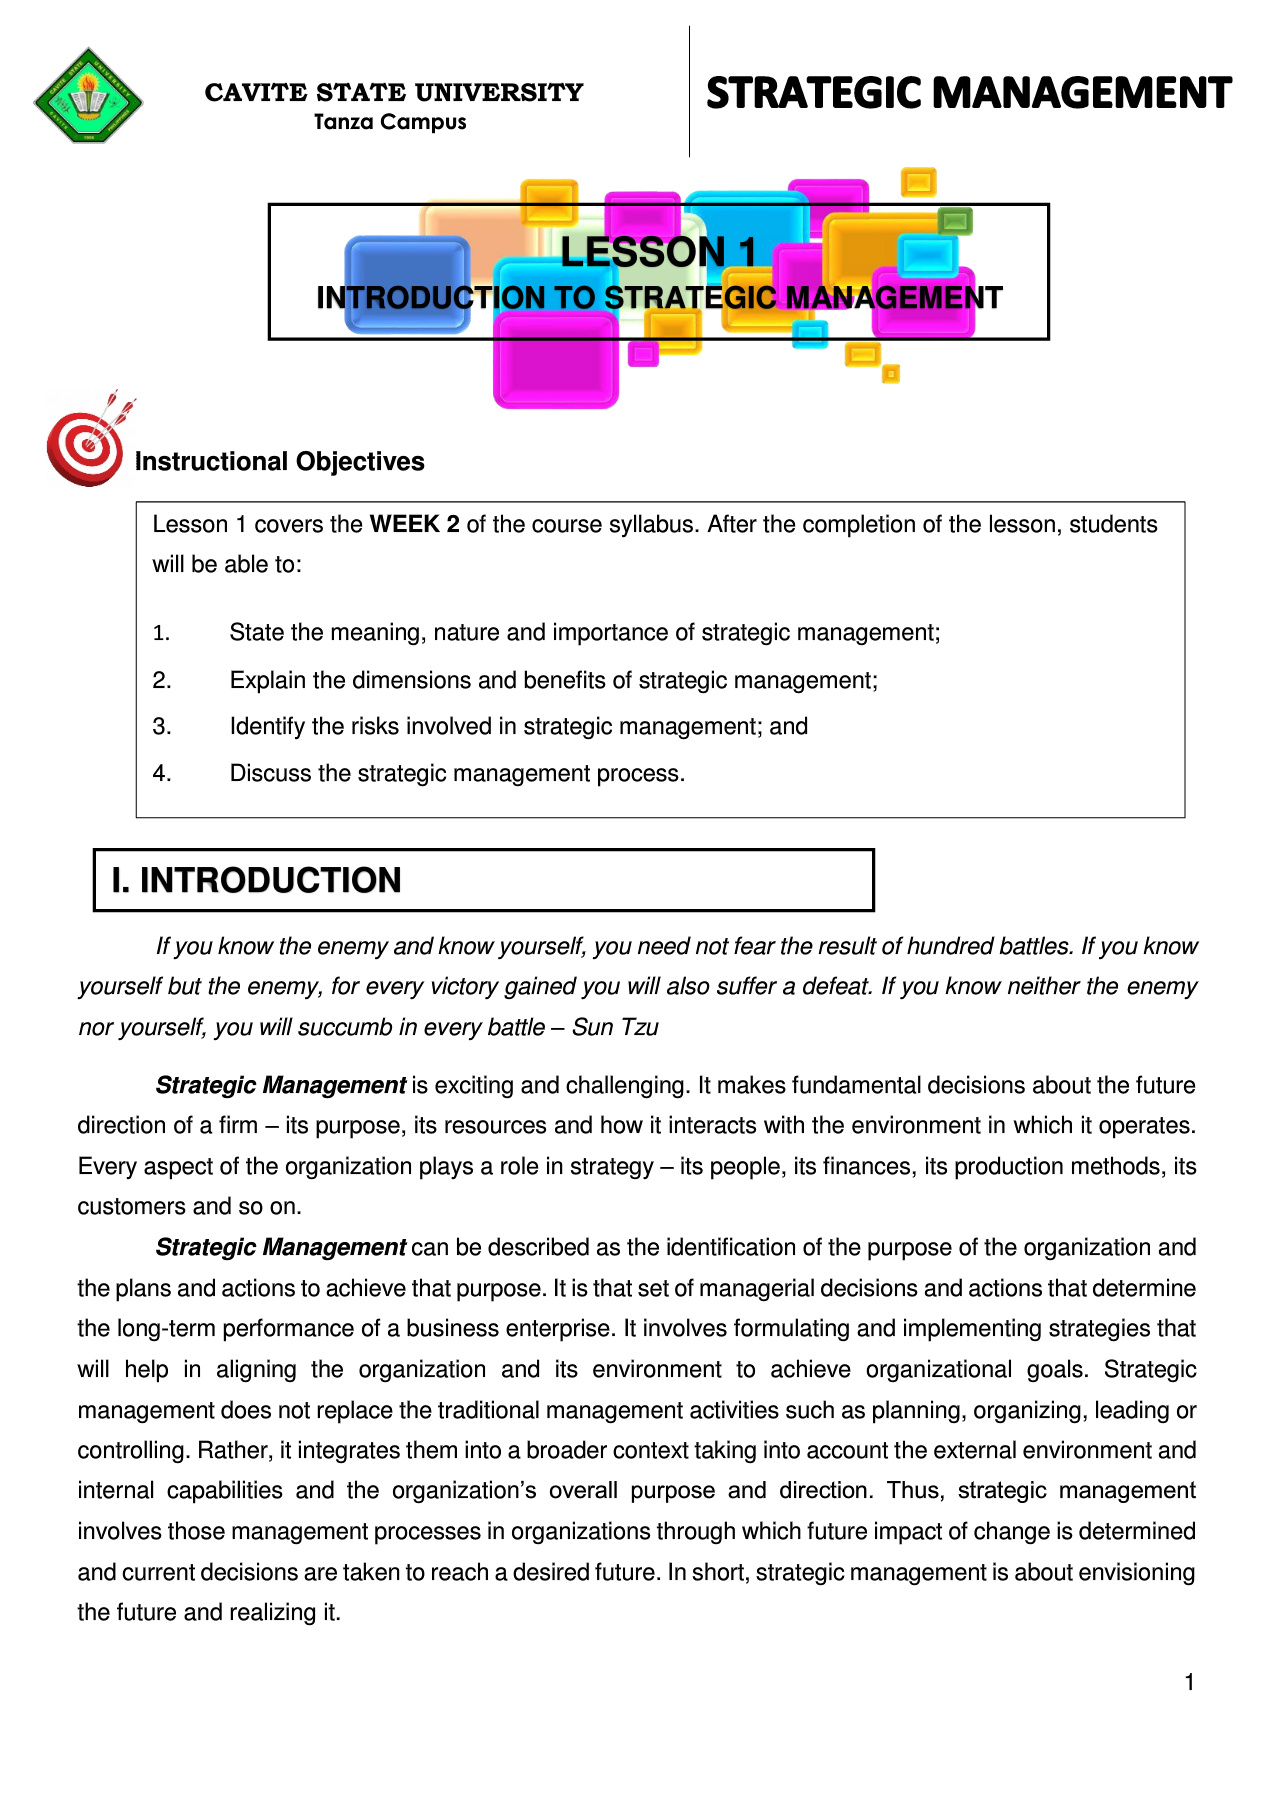 CAVITE STATE UNIVERSITY
Tanza Campus
STRATEGIC MANAGEMENT
LESSON 1
INTRODUCTION TO STRATEGIC MANAGEMENT
Instructional Objectives
Lesson 1 covers the WEEK 2 of the course syllabus. After the completion of the lesson, students
will be able to:
1. State the meaning, nature and importance of strategic management;
2. Explain the dimensions and benefits of strategic management;
3. Identify the risks involved in strategic management; and
4. Discuss the strategic management process.
I. INTRODUCTION
If you know the enemy and know yourself, you need not fear the result of hundred battles. If you know
yourself but the enemy, for every victory gained you will also suffer a defeat. If you know neither the enemy
nor yourself, you will succumb in every battle – Sun Tzu
Strategic Management is exciting and challenging. It makes fundamental decisions about the future
direction of a firm – its purpose, its resources and how it interacts with the environment in which it operates.
Every aspect of the organization plays a role in strategy – its people, its finances, its production methods, its
customers and so on.
Strategic Management can be described as the identification of the purpose of the organization and
the plans and actions to achieve that purpose. It is that set of managerial decisions and actions that determine
the long-term performance of a business enterprise. It involves formulating and implementing strategies that
will help in aligning the organization and its environment to achieve organizational goals. Strategic
management does not replace the traditional management activities such as planning, organizing, leading or
controlling. Rather, it integrates them into a broader context taking into account the external environment and
internal capabilities and the organization’s overall purpose and direction. Thus, strategic management
involves those management processes in organizations through which future impact of change is determined
and current decisions are taken to reach a desired future. In short, strategic management is about envisioning
the future and realizing it.
1